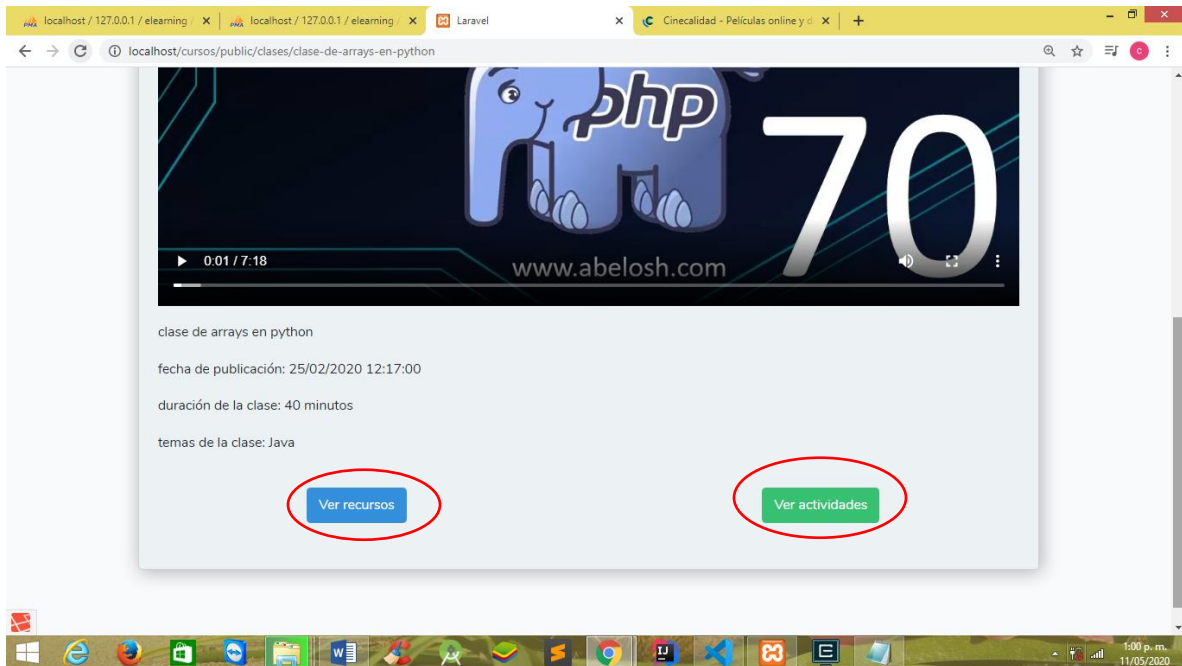 localhost / 127.0.0.1 / elearning /
localhost / 127.0.0.1 / elearning /
Laravel
Cinecalidad - Películas online y d
localhost/cursos/public/clases/clase-de-arrays-en-python
php
70
0:01 / 7:18
www.abelosh.com
clase de arrays en python
fecha de publicación: 25/02/2020 12:17:00
duración de la clase: 40 minutos
temas de la clase: Java
Ver recursos
Ver actividades
1:00 p. m.
11/05/2020